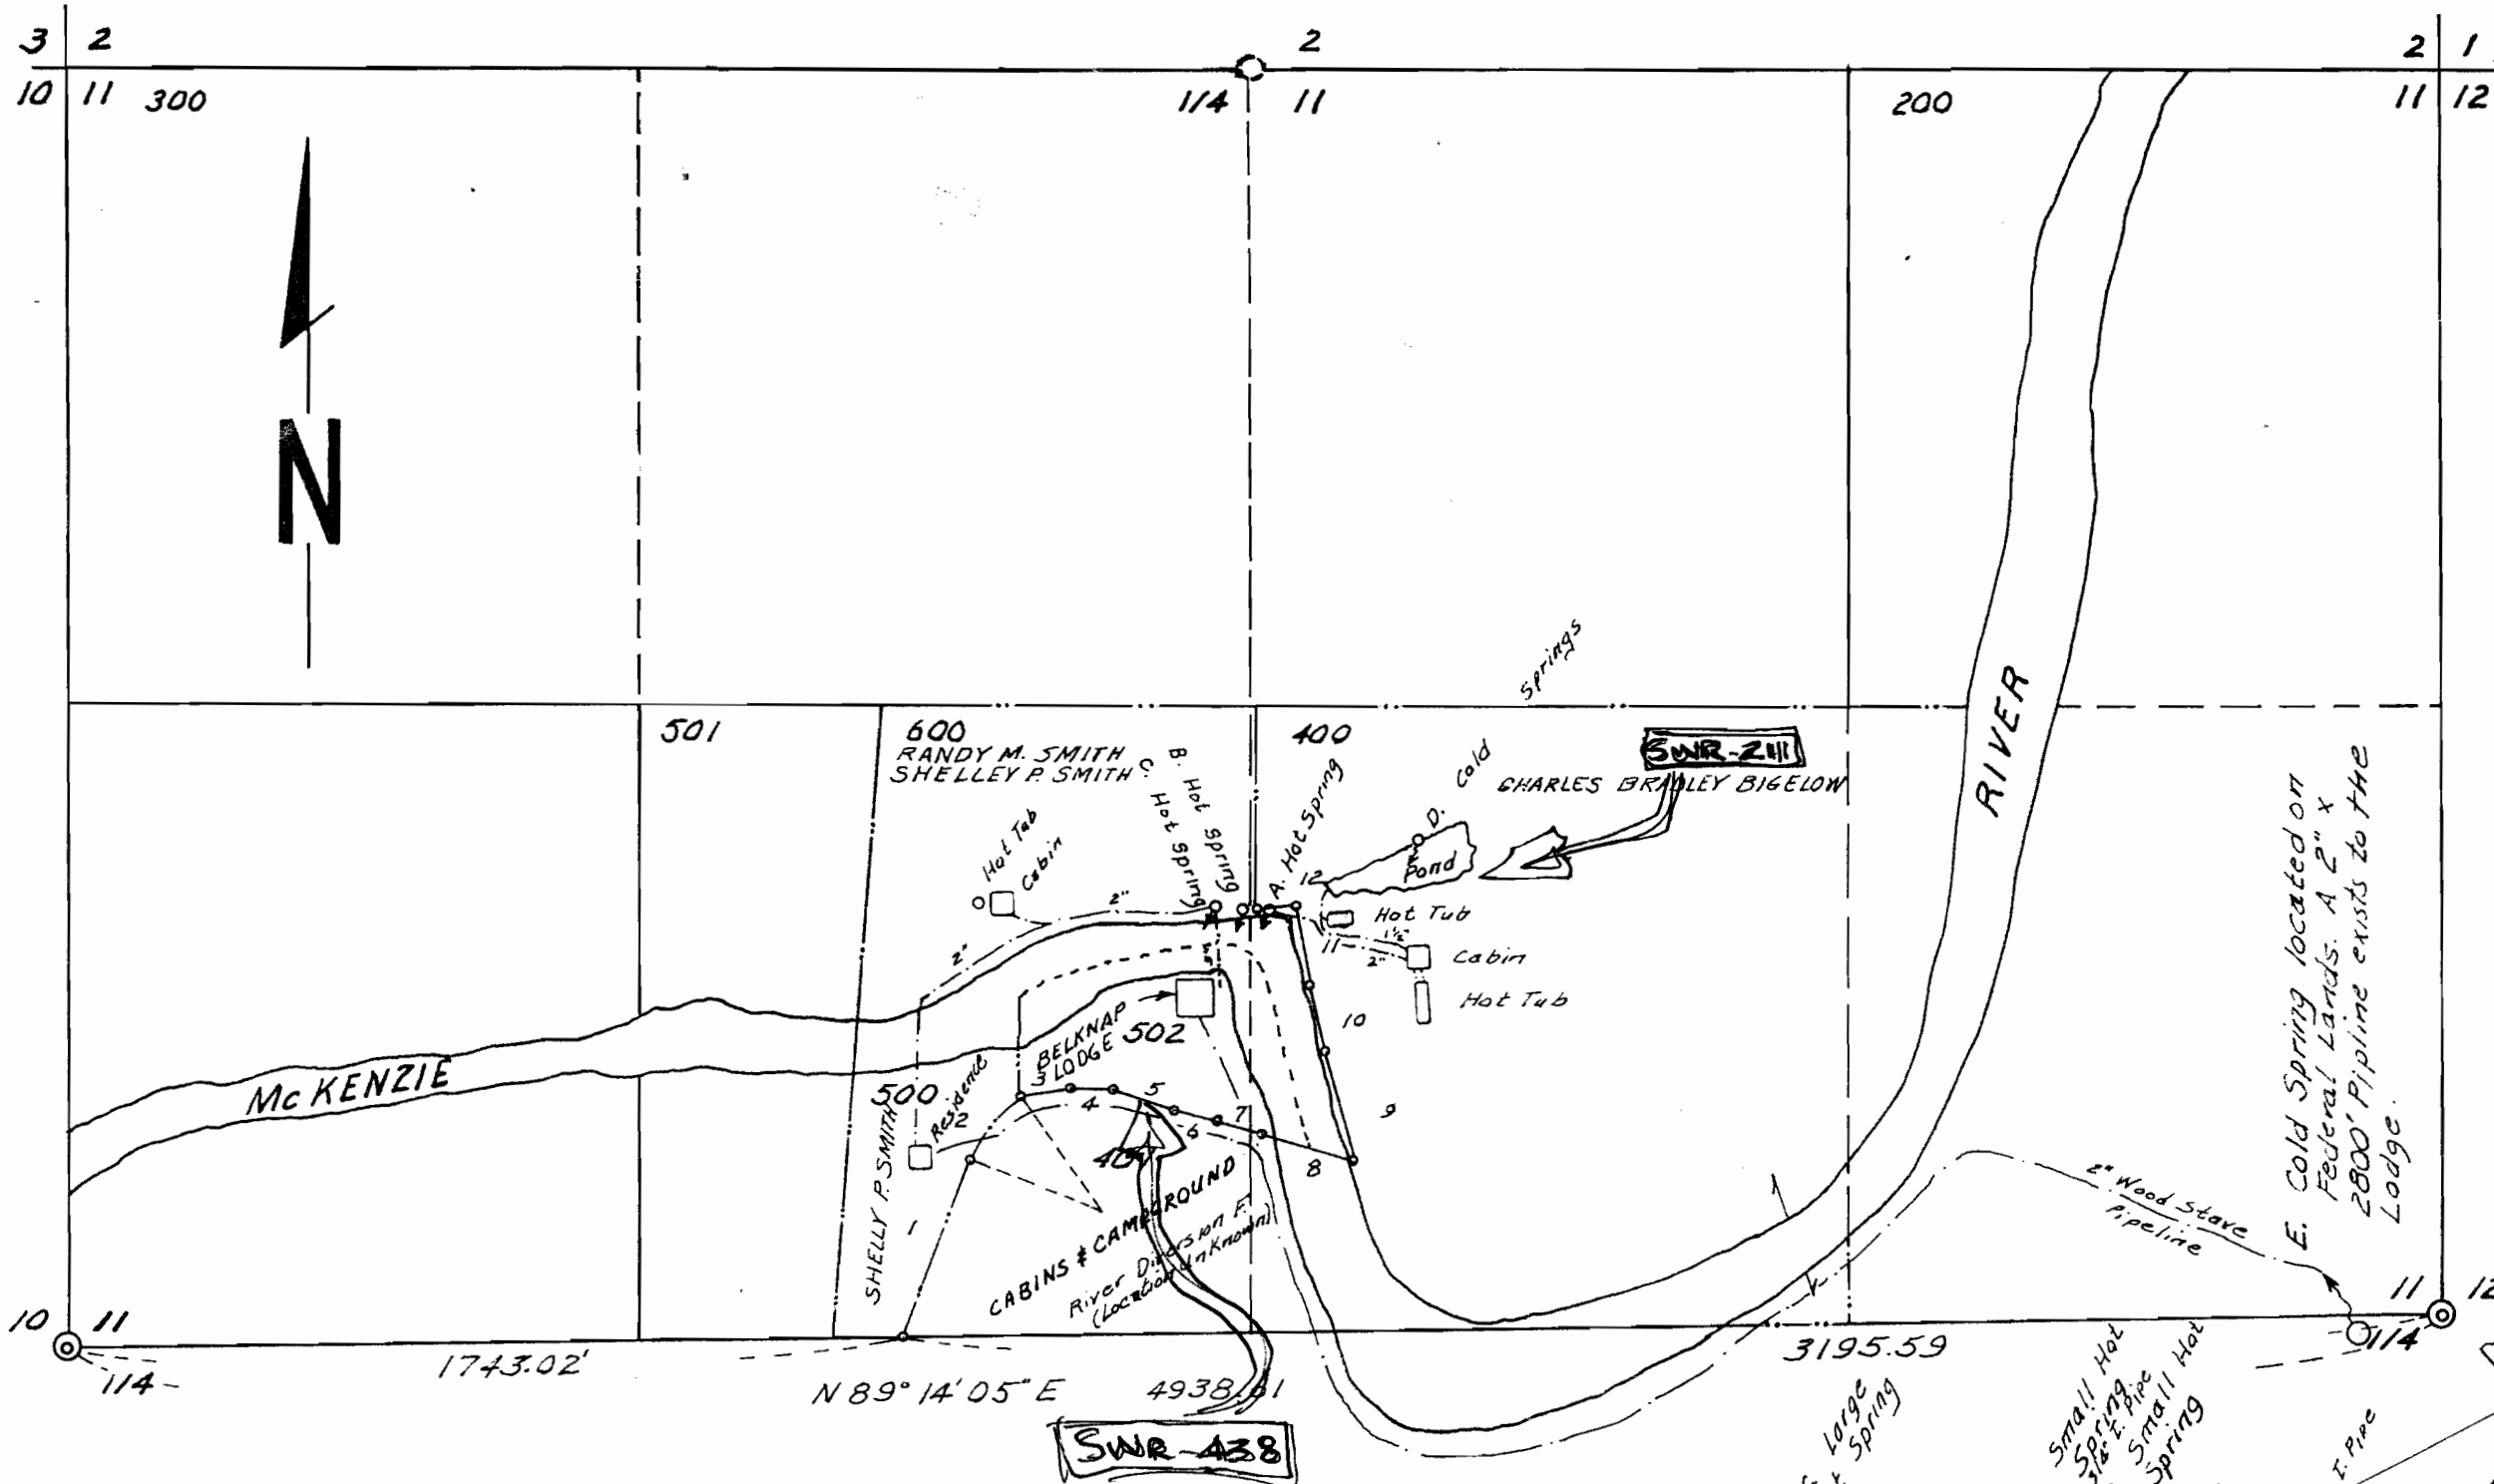 3 2
2
2 1
10 11 300
1/4 11
200
11 12
N
Springs
501
600
400
RANDY M. SMITH
SHELLEY P. SMITH
C. Hot Spring
B. Hot Spring
A. Hot Spring
D. Cold
SWR-211
CHARLES BRADLEY BIGELOW
RIVER
Hot Tub
Cabin
2"
2"
12
Pond
Hot Tub
1½"
11
2"
Cabin
Hot Tub
10
9
BELKNAP
LODGE
502
3
McKENZIE
500
Residence
2
4
5
6
7
8
SHELLY P. SMITH
1
CABINS & CAMPGROUND
River Diversion F.
(Location unKnown)
2" Wood Stave
Pipeline
E. Cold Spring located on
Federal Lands. A 2" x
2800' Pipline exists to the
Lodge.
10 11
11 12
1/4
1/4
1743.02'
3195.59
N 89° 14' 05" E
SWR-438
Large
Spring
Small Hot
Spring
Small Hot
Spring
I. PIPE